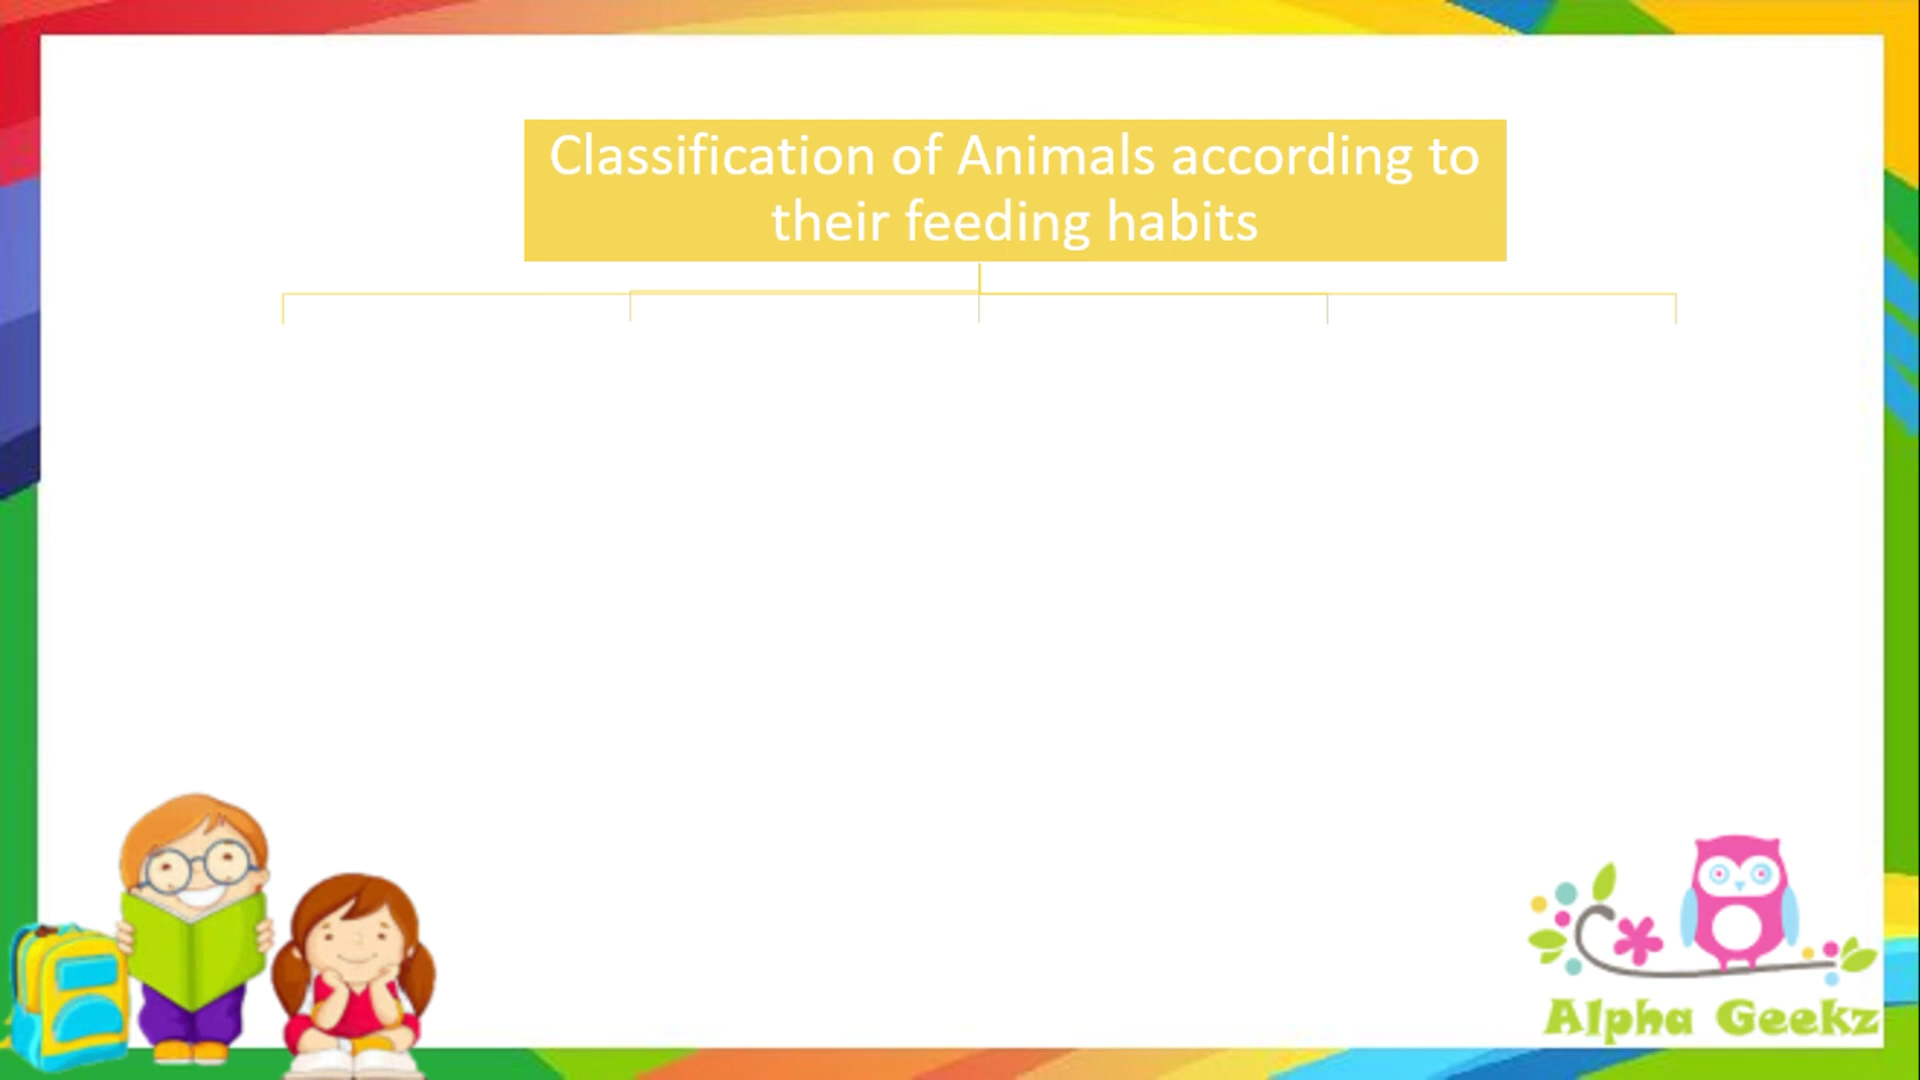 Classification of Animals according to
their feeding habits
Alpha Geekz